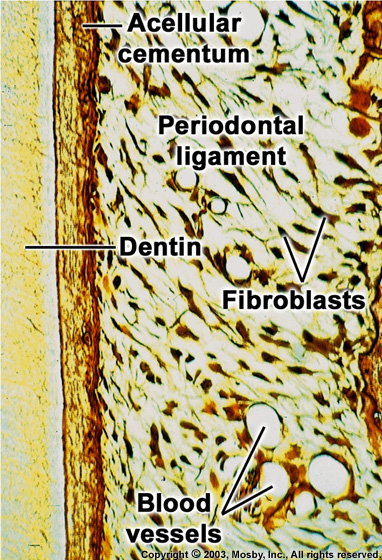 Acellular
cementum
Periodontal
ligament
Dentin
Fibroblasts
Blood
vessels
Copyright © 2003, Mosby, Inc., All rights reserved.